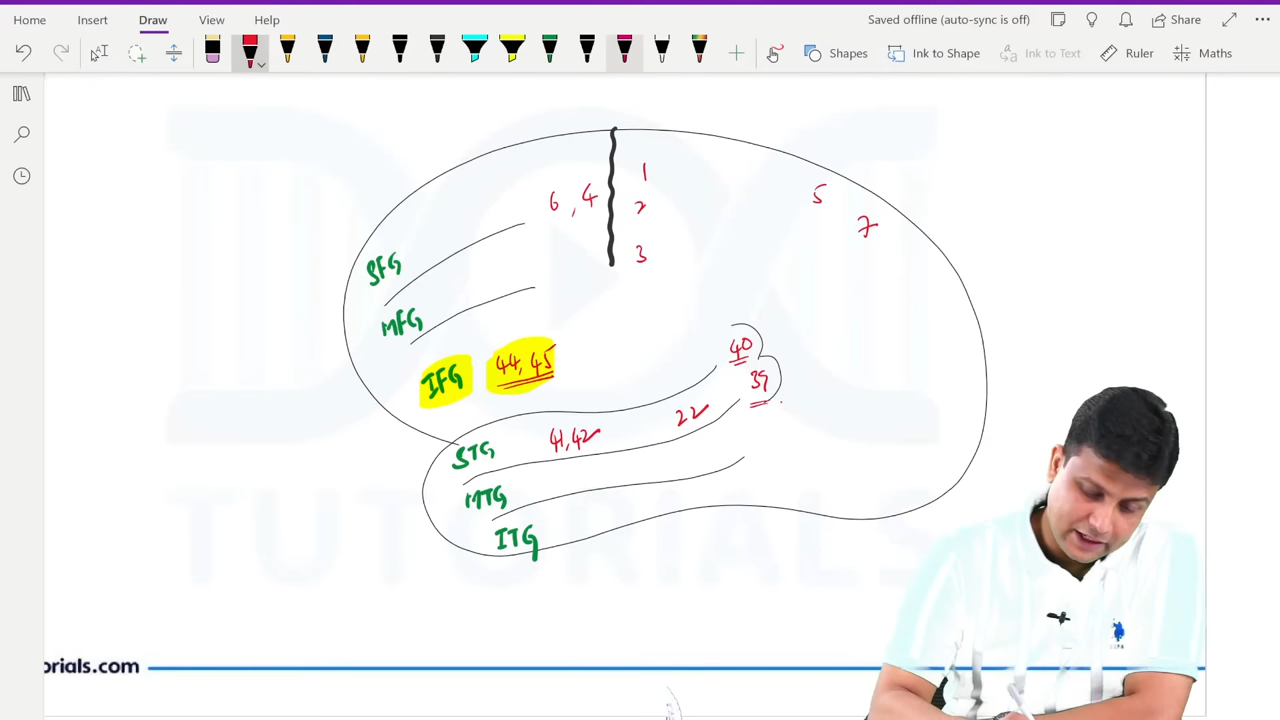 Home Insert Draw View Help Saved offline (auto-sync is off) Share
Shapes Ink to Shape Ink to Text Ruler Maths
1
6, 4 2 5
7
3
SFG
MFG
40
IFG 44, 45
39
22
STG 41, 42
MTG
ITG
TUTORIALS
orials.com